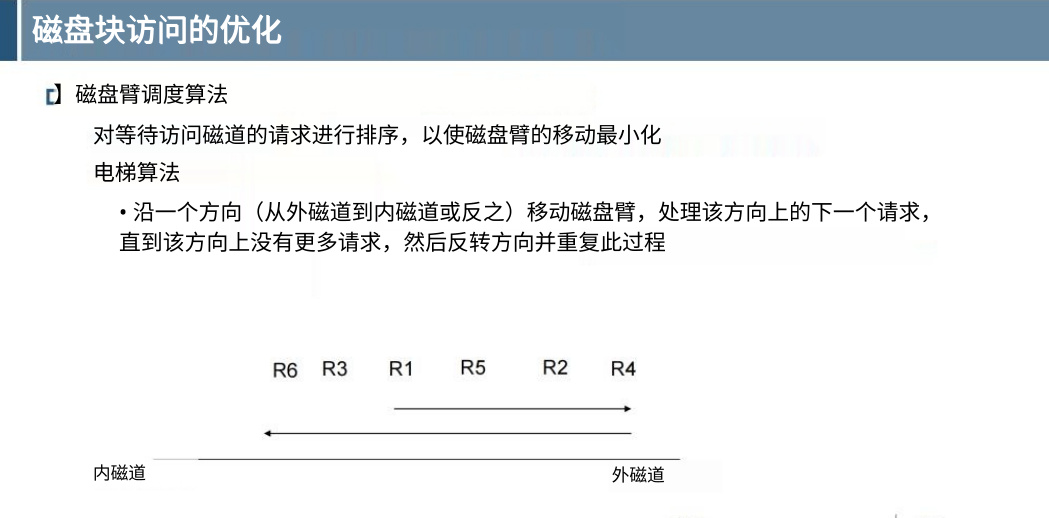 磁盘块访问的优化
磁盘臂调度算法
对等待访问磁道的请求进行排序，以使磁盘臂的移动最小化
电梯算法
• 沿一个方向（从外磁道到内磁道或反之）移动磁盘臂，处理该方向上的下一个请求，
直到该方向上没有更多请求，然后反转方向并重复此过程
R6 R3 R1 R5 R2 R4
内磁道 外磁道